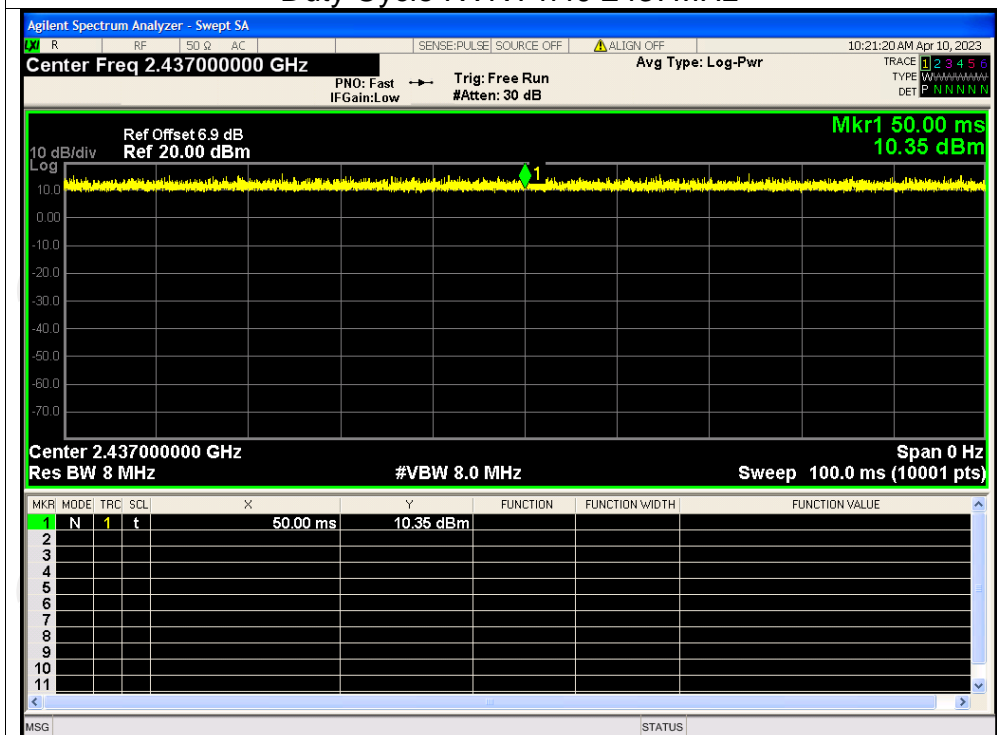 Agilent Spectrum Analyzer - Swept SA
LXI R RF 50 Ω AC SENSE:PULSE SOURCE OFF ALIGN OFF 10:21:20 AM Apr 10, 2023
Center Freq 2.437000000 GHz
Avg Type: Log-Pwr
TRACE 1 2 3 4 5 6
PNO: Fast Trig: Free Run
TYPE WWWWWW
IFGain:Low #Atten: 30 dB
DET P N N N N N
Mkr1 50.00 ms
Ref Offset 6.9 dB
10 dB/div Ref 20.00 dBm
10.35 dBm
Log
1
10.0
0.00
-10.0
-20.0
-30.0
-40.0
-50.0
-60.0
-70.0
Center 2.437000000 GHz Span 0 Hz
Res BW 8 MHz #VBW 8.0 MHz Sweep 100.0 ms (10001 pts)
MKR MODE TRC SCL X Y FUNCTION FUNCTION WIDTH FUNCTION VALUE
1 N 1 t 50.00 ms 10.35 dBm
2
3
4
5
6
7
8
9
10
11
MSG STATUS